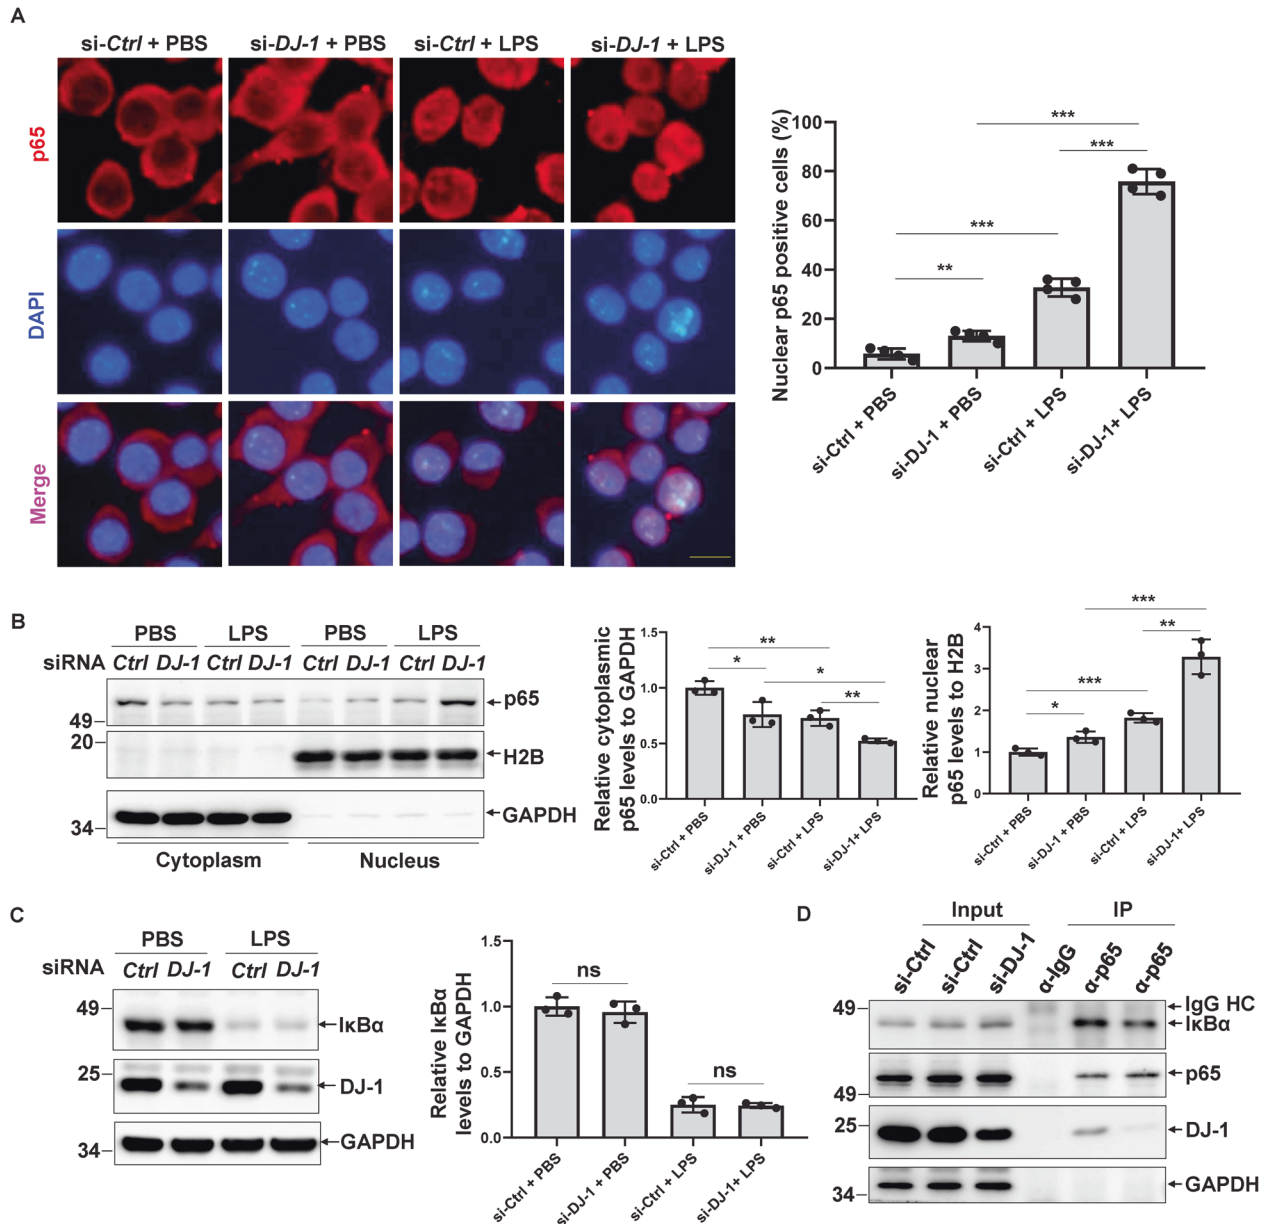 A
si-Ctrl + PBS si-DJ-1 + PBS si-Ctrl + LPS si-DJ-1 + LPS
p65
DAPI
Merge
Nuclear p65 positive cells (%)
100
80
60
40
20
0
***
***
***
**
si-Ctrl + PBS
si-DJ-1 + PBS
si-Ctrl + LPS
si-DJ-1+ LPS
B
PBS LPS PBS LPS
siRNA Ctrl DJ-1 Ctrl DJ-1 Ctrl DJ-1 Ctrl DJ-1
p65
49
20
H2B
GAPDH
34
Cytoplasm Nucleus
Relative cytoplasmic
p65 levels to GAPDH
1.5
1.0
0.5
0.0
**
*
*
**
si-Ctrl + PBS
si-DJ-1 + PBS
si-Ctrl + LPS
si-DJ-1+ LPS
Relative nuclear
p65 levels to H2B
4
3
2
1
0
***
**
***
*
si-Ctrl + PBS
si-DJ-1 + PBS
si-Ctrl + LPS
si-DJ-1+ LPS
C
PBS LPS
siRNA Ctrl DJ-1 Ctrl DJ-1
49
IκBα
25
DJ-1
GAPDH
34
Relative IκBα
levels to GAPDH
1.5
1.0
0.5
0.0
ns
ns
si-Ctrl + PBS
si-DJ-1 + PBS
si-Ctrl + LPS
si-DJ-1+ LPS
D
Input IP
si-Ctrl si-Ctrl si-DJ-1 α-IgG α-p65 α-p65
49
IgG HC
IκBα
p65
49
25
DJ-1
GAPDH
34